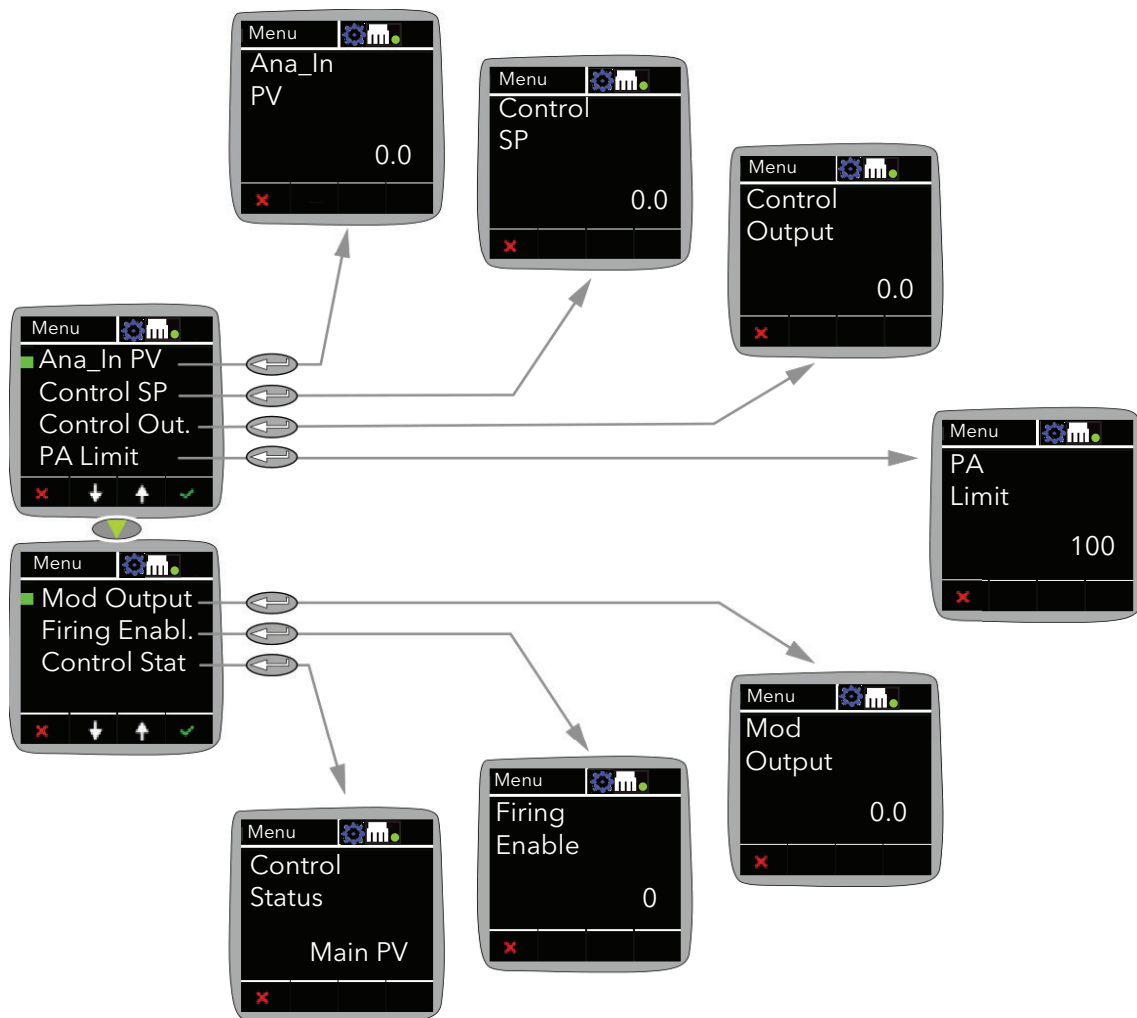 Menu
Ana_In
PV
0.0
Menu
Control
SP
0.0
Menu
Control
Output
0.0
Menu
Ana_In PV
Control SP
Control Out.
PA Limit
Menu
PA
Limit
100
Menu
Mod Output
Firing Enabl.
Control Stat
Menu
Mod
Output
0.0
Menu
Firing
Enable
0
Menu
Control
Status
Main PV